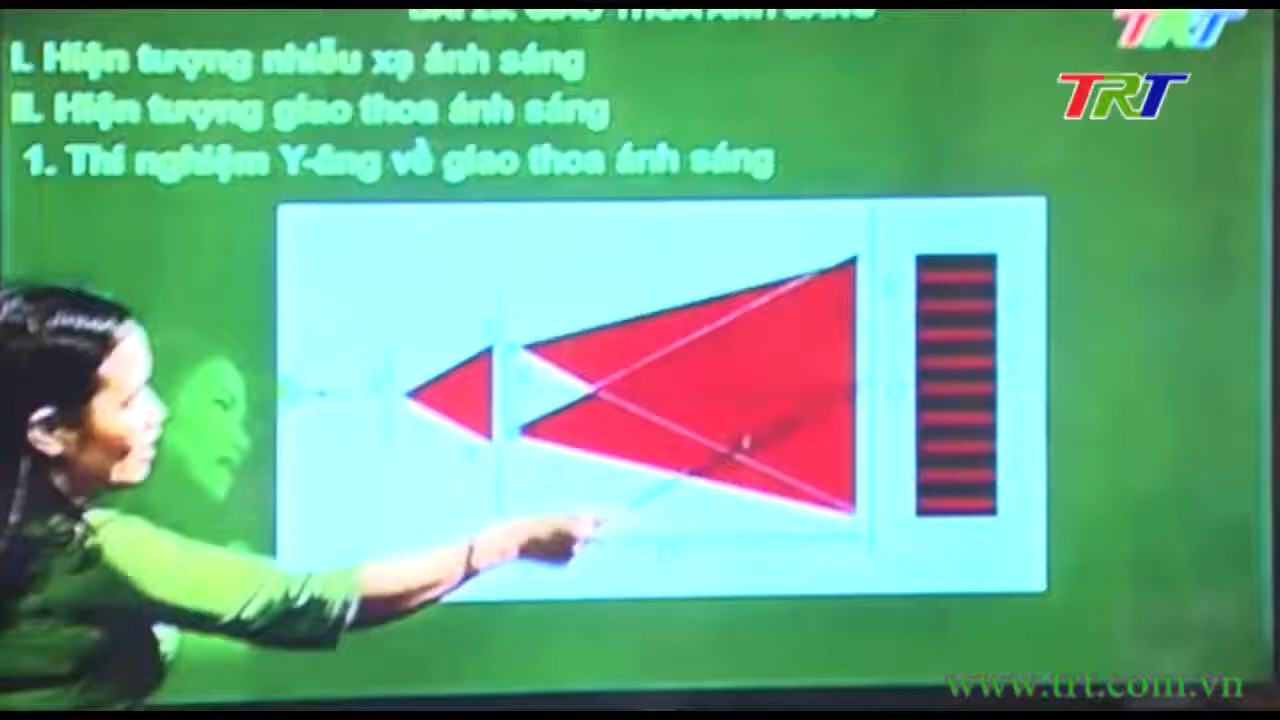 TRT
I. Hiện tượng nhiễu xạ ánh sáng
TRT
II. Hiện tượng giao thoa ánh sáng
1. Thí nghiệm Y-âng về giao thoa ánh sáng
www.trt.com.vn